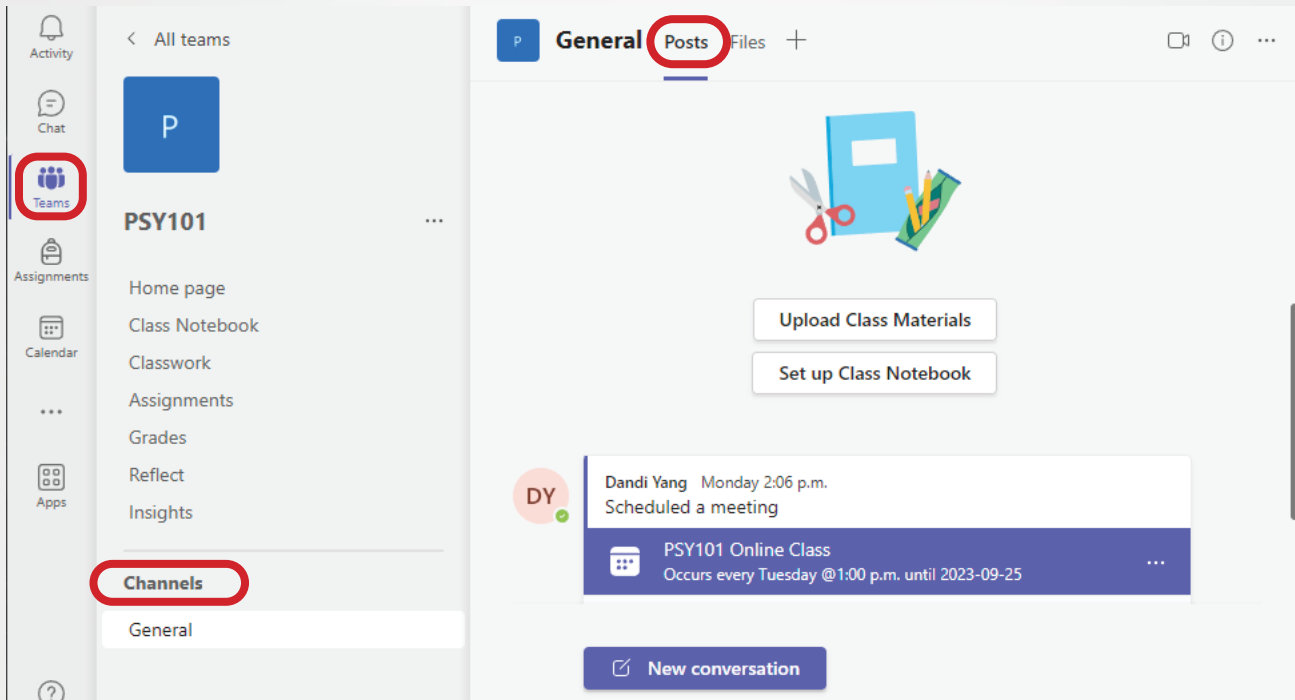 Activity
Chat
Teams
Assignments
Calendar
Apps
All teams
P
PSY101
Home page
Class Notebook
Classwork
Assignments
Grades
Reflect
Insights
Channels
General
P
General Posts Files
Upload Class Materials
Set up Class Notebook
DY
Dandi Yang Monday 2:06 p.m.
Scheduled a meeting
PSY101 Online Class
Occurs every Tuesday @1:00 p.m. until 2023-09-25
New conversation